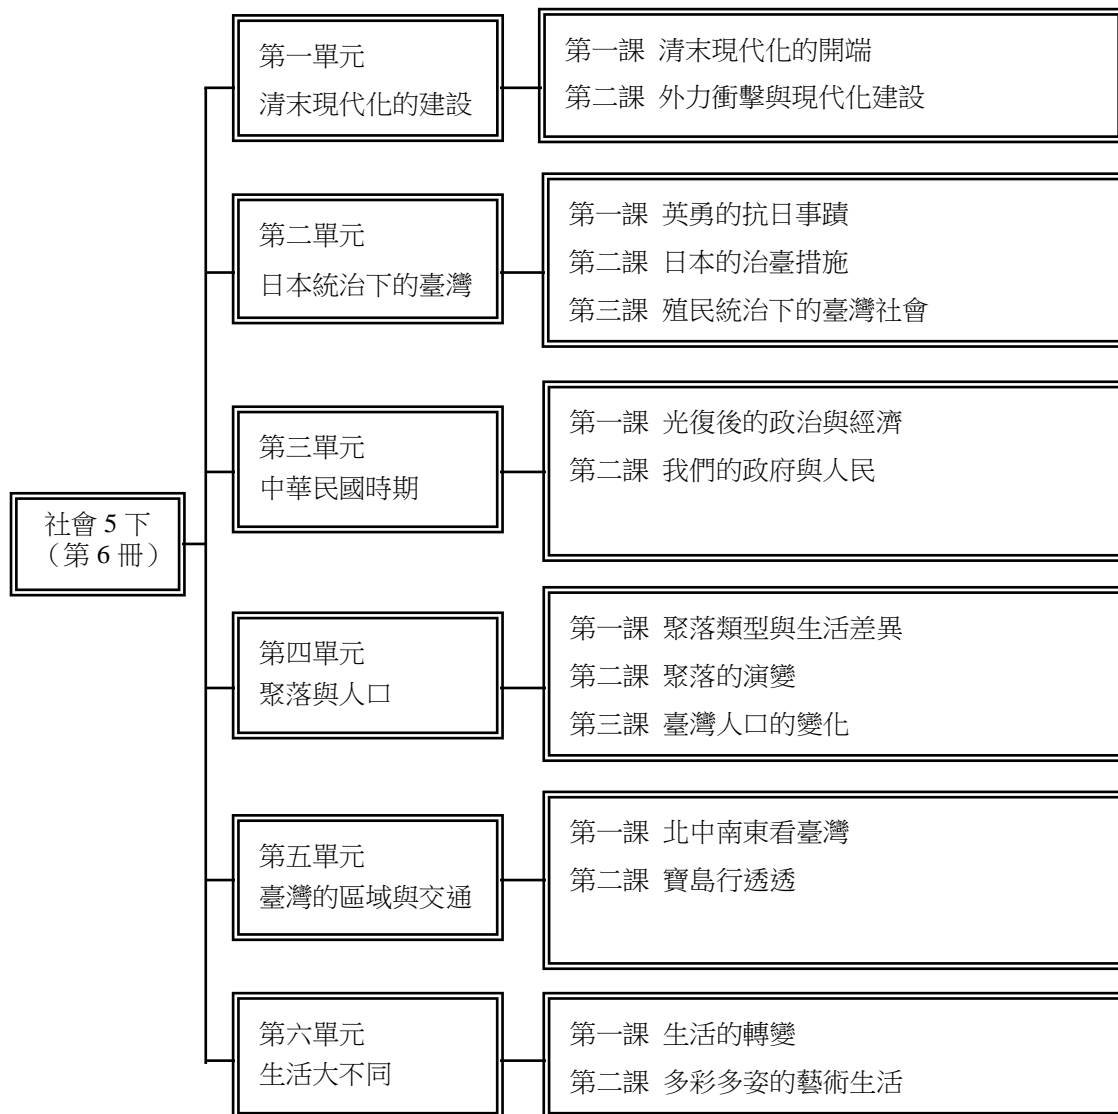 社會 5 下
（第 6 冊）
第一單元
清末現代化的建設
第一課 清末現代化的開端
第二課 外力衝擊與現代化建設
第二單元
日本統治下的臺灣
第一課 英勇的抗日事蹟
第二課 日本的治臺措施
第三課 殖民統治下的臺灣社會
第三單元
中華民國時期
第一課 光復後的政治與經濟
第二課 我們的政府與人民
第四單元
聚落與人口
第一課 聚落類型與生活差異
第二課 聚落的演變
第三課 臺灣人口的變化
第五單元
臺灣的區域與交通
第一課 北中南東看臺灣
第二課 寶島行透透
第六單元
生活大不同
第一課 生活的轉變
第二課 多彩多姿的藝術生活